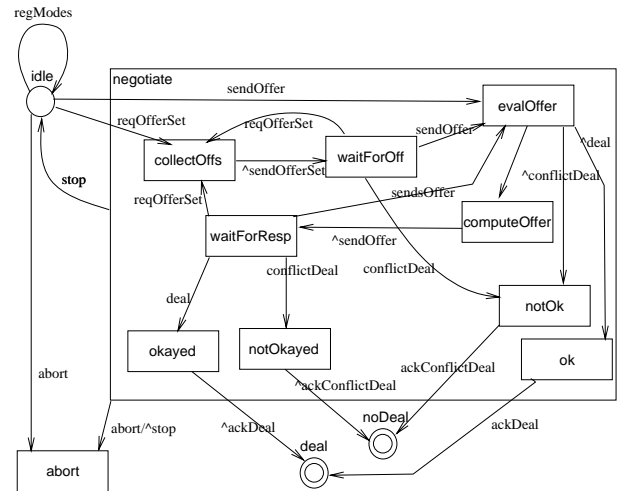 regModes
idle
negotiate
sendOffer
evalOffer
reqOfferSet
reqOfferSet
sendOffer
^deal
collectOffs
^sendOfferSet
waitForOff
^conflictDeal
stop
reqOfferSet
sendsOffer
computeOffer
waitForResp
^sendOffer
conflictDeal
conflictDeal
deal
notOk
okayed
notOkayed
ok
abort
^ackConflictDeal
ackConflictDeal
noDeal
abort/^stop
^ackDeal
deal
ackDeal
abort